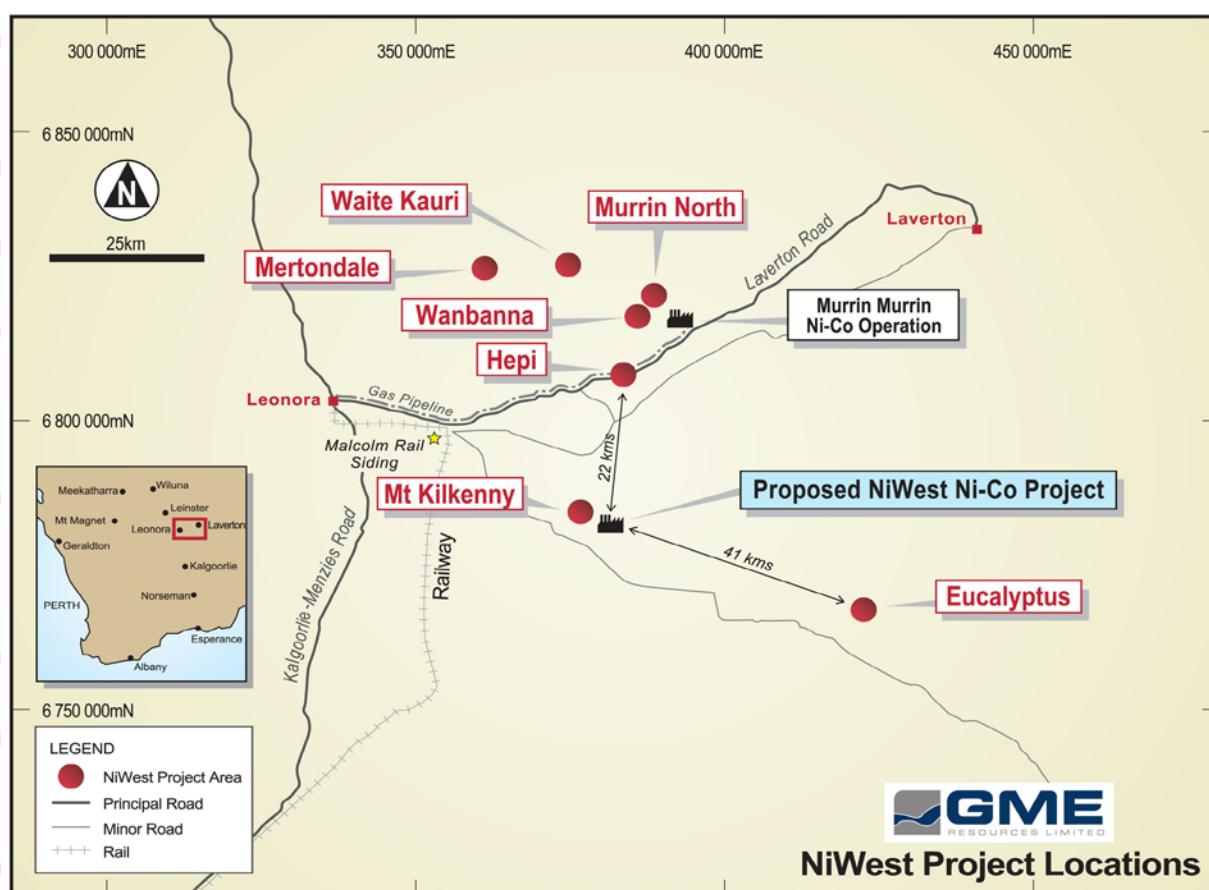 300 000mE
350 000mE
400 000mE
450 000mE
6 850 000mN
N
25km
Waite Kauri
Murrin North
Laverton
Mertondale
Laverton Road
Wanbanna
Murrin Murrin
Ni-Co Operation
Hepi
Leonora
Gas Pipeline
6 800 000mN
Malcolm Rail
Siding
22 kms
Mt Kilkenny
Proposed NiWest Ni-Co Project
Kalgoorlie-Menzies Road
Railway
41 kms
Eucalyptus
Meekatharra
Wiluna
Leinster
Mt Magnet
Leonora
Laverton
Geraldton
Kalgoorlie
PERTH
Norseman
Esperance
Albany
6 750 000mN
LEGEND
NiWest Project Area
Principal Road
Minor Road
Rail
GME
RESOURCES LIMITED
NiWest Project Locations